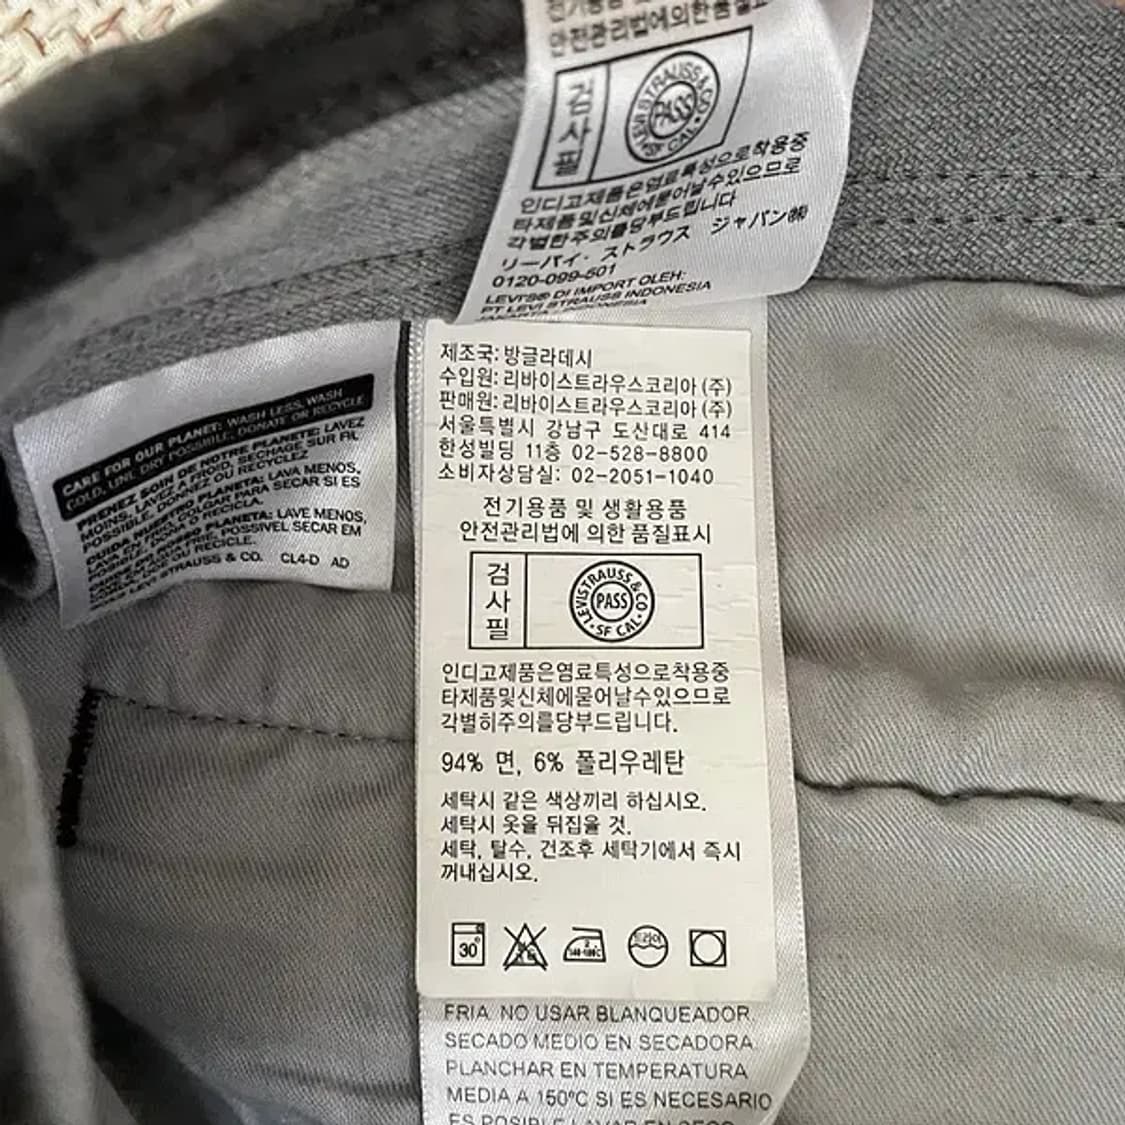 전기용품
안전관리법에의한품질표
검
사
필
LEVI STRAUSS & CO
PASS
SF CAL
인디고제품은염료특성으로착용중
타제품및신체에묻어날수있으므로
각별한주의를당부드립니다
リーバイ・ストラウス ジャパン㈱
0120-099-501
LEVI'S® DI IMPORT OLEH:
PT LEVI STRAUSS INDONESIA
JAKARTA, INDONESIA
CARE FOR OUR PLANET: WASH LESS, WASH
COLD, LINE DRY POSSIBLE, DONATE OR RECYCLE
PRENEZ SOIN DE NOTRE PLANETE: LAVEZ
MOINS, LAVEZ A FROID, SECHAGE SUR FIL
POSSIBLE, DONNEZ OU RECYCLEZ
CUIDA NUESTRO PLANETA: LAVA MENOS,
LAVA EN FRIO, COLGAR PARA SECAR SI ES
POSIBLE, DONA O RECICLA.
PLANETA: LAVE MENOS,
POSSIVEL SECAR EM
OU RECICLE.
LEVI STRAUSS & CO. CL4-D AD
제조국: 방글라데시
수입원: 리바이스트라우스코리아 (주)
판매원: 리바이스트라우스코리아 (주)
서울특별시 강남구 도산대로 414
한성빌딩 11층 02-528-8800
소비자상담실: 02-2051-1040
전기용품 및 생활용품
안전관리법에 의한 품질표시
검
사
필
LEVI STRAUSS & CO
PASS
SF CAL
인디고제품은염료특성으로착용중
타제품및신체에묻어날수있으므로
각별히주의를당부드립니다.
94% 면, 6% 폴리우레탄
세탁시 같은 색상끼리 하십시오.
세탁시 옷을 뒤집을 것.
세탁, 탈수, 건조후 세탁기에서 즉시
꺼내십시오.
30° 2 140-160℃ 드라이
FRIA. NO USAR BLANQUEADOR.
SECADO MEDIO EN SECADORA.
PLANCHAR EN TEMPERATURA
MEDIA A 150ºC SI ES NECESARIO
ES POSIBLE LAVAR EN SECO